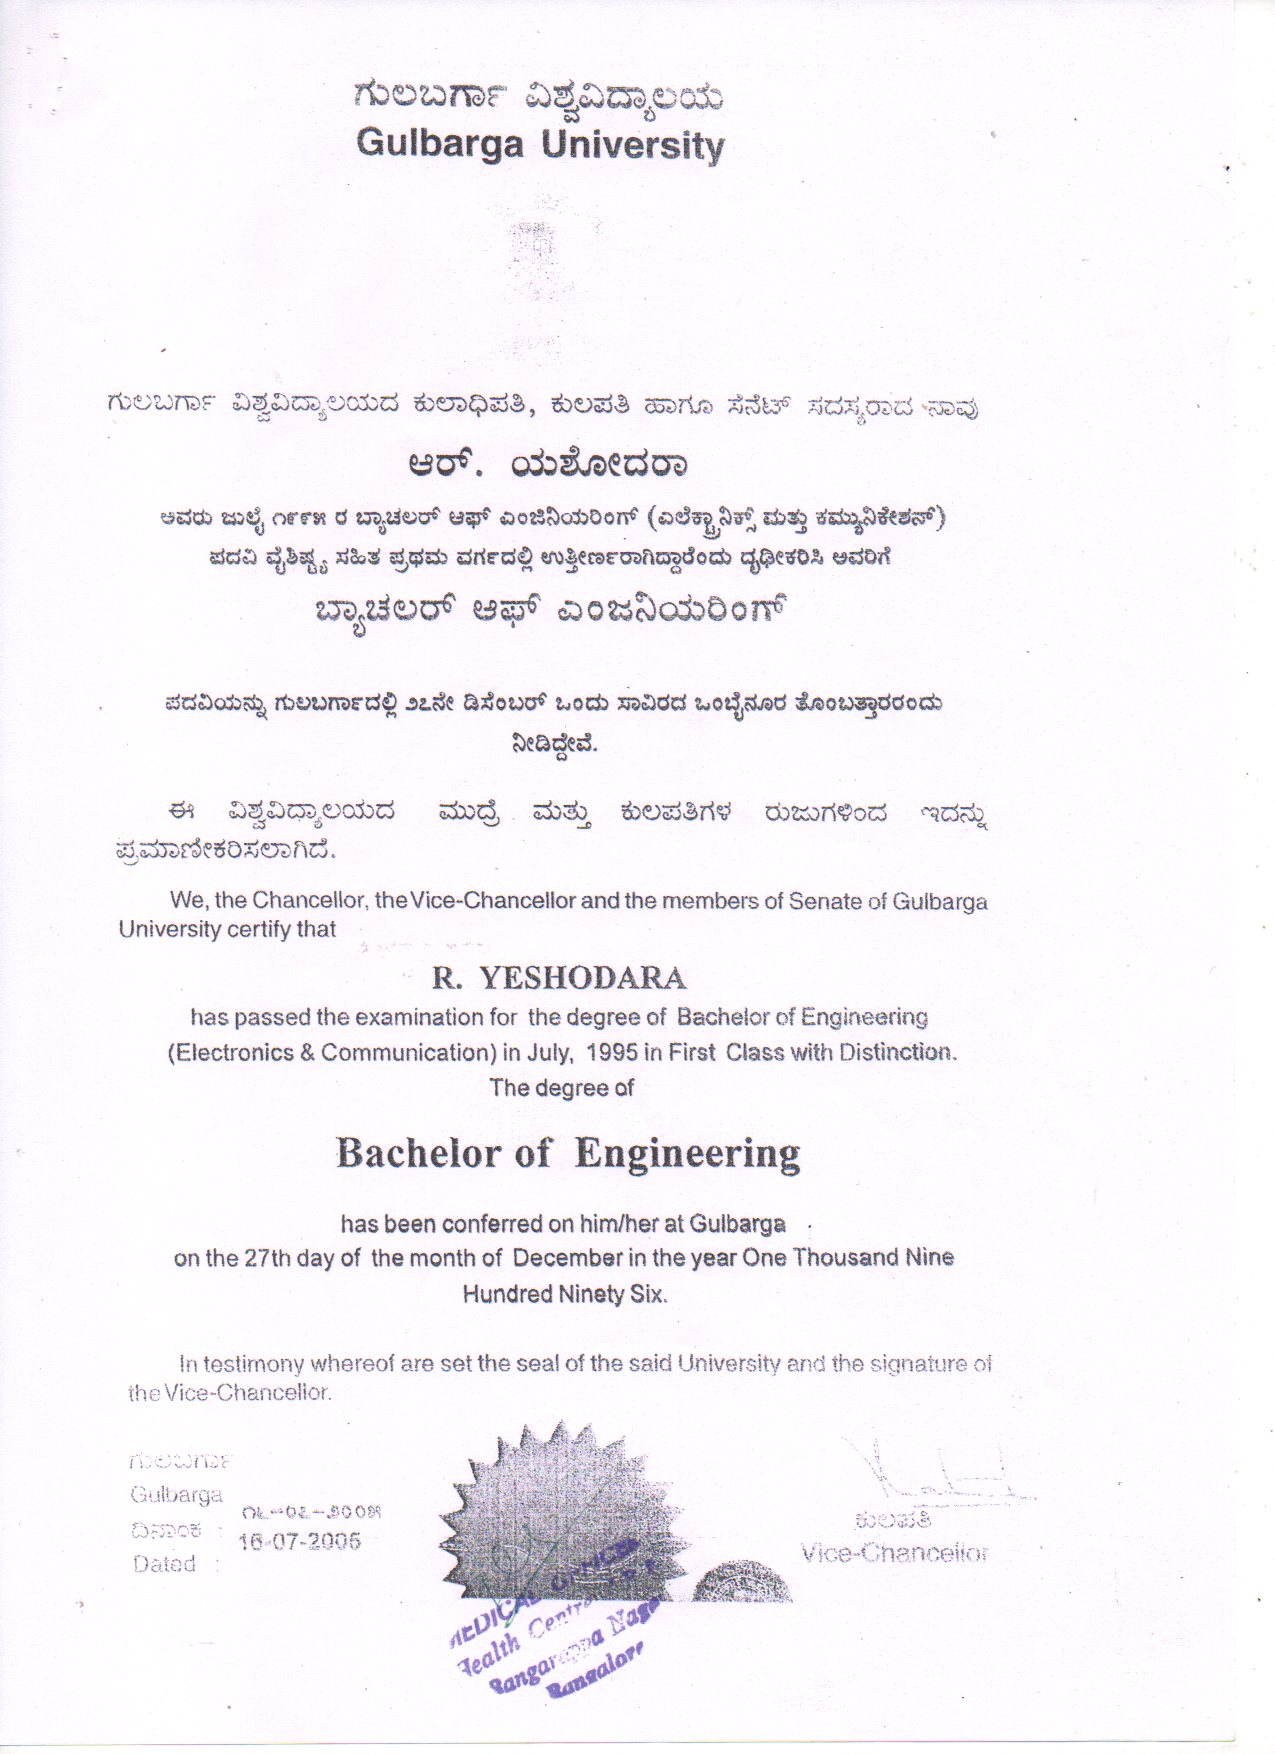 ಗುಲಬರ್ಗಾ ವಿಶ್ವವಿದ್ಯಾಲಯ
Gulbarga University
ಗುಲಬರ್ಗಾ ವಿಶ್ವವಿದ್ಯಾಲಯದ ಕುಲಾಧಿಪತಿ, ಕುಲಪತಿ ಹಾಗೂ ಸೆನೆಟ್ ಸದಸ್ಯರಾದ ನಾವು
ಆರ್. ಯಶೋದರಾ
ಅವರು ಜುಲೈ ೧೯೯೫ ರ ಬ್ಯಾಚಲರ್ ಆಫ್ ಎಂಜಿನಿಯರಿಂಗ್ (ಎಲೆಕ್ಟ್ರಾನಿಕ್ಸ್ ಮತ್ತು ಕಮ್ಯುನಿಕೇಶನ್)
ಪದವಿ ವೈಶಿಷ್ಟ್ಯ ಸಹಿತ ಪ್ರಥಮ ವರ್ಗದಲ್ಲಿ ಉತ್ತೀರ್ಣರಾಗಿದ್ದಾರೆಂದು ದೃಢೀಕರಿಸಿ ಅವರಿಗೆ
ಬ್ಯಾಚಲರ್ ಆಫ್ ಎಂಜನಿಯರಿಂಗ್
ಪದವಿಯನ್ನು ಗುಲಬರ್ಗಾದಲ್ಲಿ ೨೭ನೇ ಡಿಸೆಂಬರ್ ಒಂದು ಸಾವಿರದ ಒಂಬೈನೂರ ತೊಂಬತ್ತಾರರಂದು
ನೀಡಿದ್ದೇವೆ.
ಈ ವಿಶ್ವವಿದ್ಯಾಲಯದ ಮುದ್ರೆ ಮತ್ತು ಕುಲಪತಿಗಳ ರುಜುಗಳಿಂದ ಇದನ್ನು
ಪ್ರಮಾಣೀಕರಿಸಲಾಗಿದೆ.
We, the Chancellor, the Vice-Chancellor and the members of Senate of Gulbarga
University certify that
R. YESHODARA
has passed the examination for the degree of Bachelor of Engineering
(Electronics & Communication) in July, 1995 in First Class with Distinction.
The degree of
Bachelor of Engineering
has been conferred on him/her at Gulbarga
on the 27th day of the month of December in the year One Thousand Nine
Hundred Ninety Six.
In testimony whereof are set the seal of the said University and the signature of
the Vice-Chancellor.
ಗುಲಬರ್ಗಾ
Gulbarga
೧೬-೦೭-೨೦೦೫
ದಿನಾಂಕ :
16-07-2005
Dated :
ಕುಲಪತಿ
Vice-Chancellor
MEDICAL OFFICER
Health Centre
Rangarappa Nagar
Bangalore